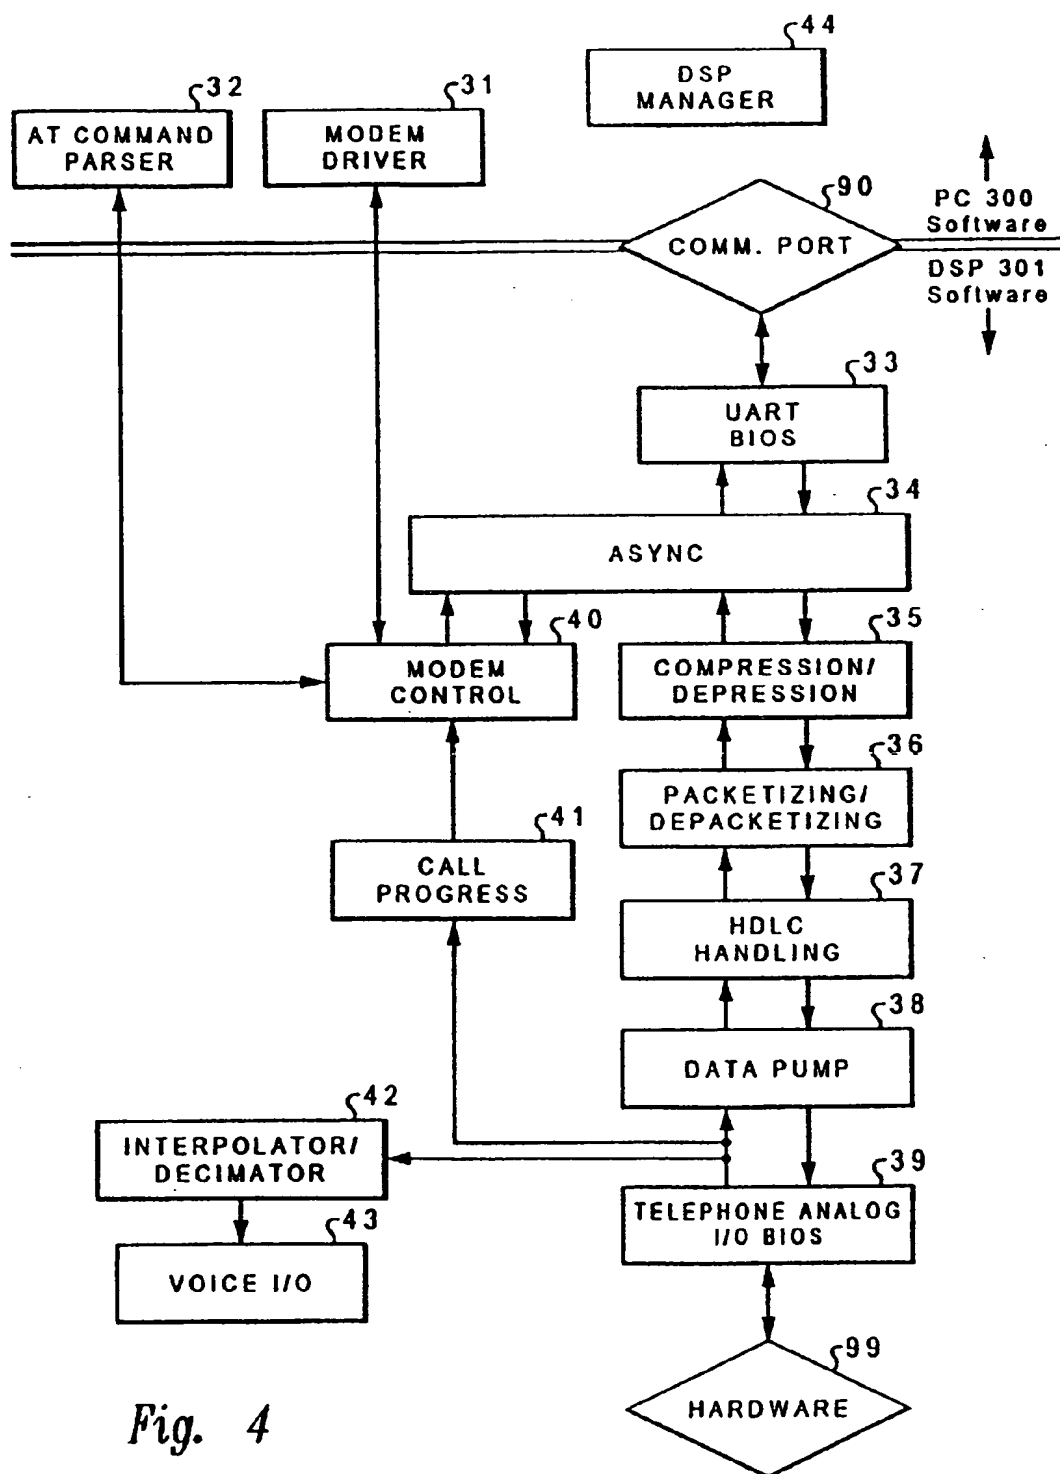 44
DSP
MANAGER
32
AT COMMAND
PARSER
31
MODEM
DRIVER
90
COMM. PORT
PC 300
Software
DSP 301
Software
33
UART
BIOS
34
ASYNC
40
MODEM
CONTROL
35
COMPRESSION/
DEPRESSION
36
PACKETIZING/
DEPACKETIZING
41
CALL
PROGRESS
37
HDLC
HANDLING
38
DATA PUMP
42
INTERPOLATOR/
DECIMATOR
39
TELEPHONE ANALOG
I/O BIOS
43
VOICE I/O
99
HARDWARE
Fig. 4